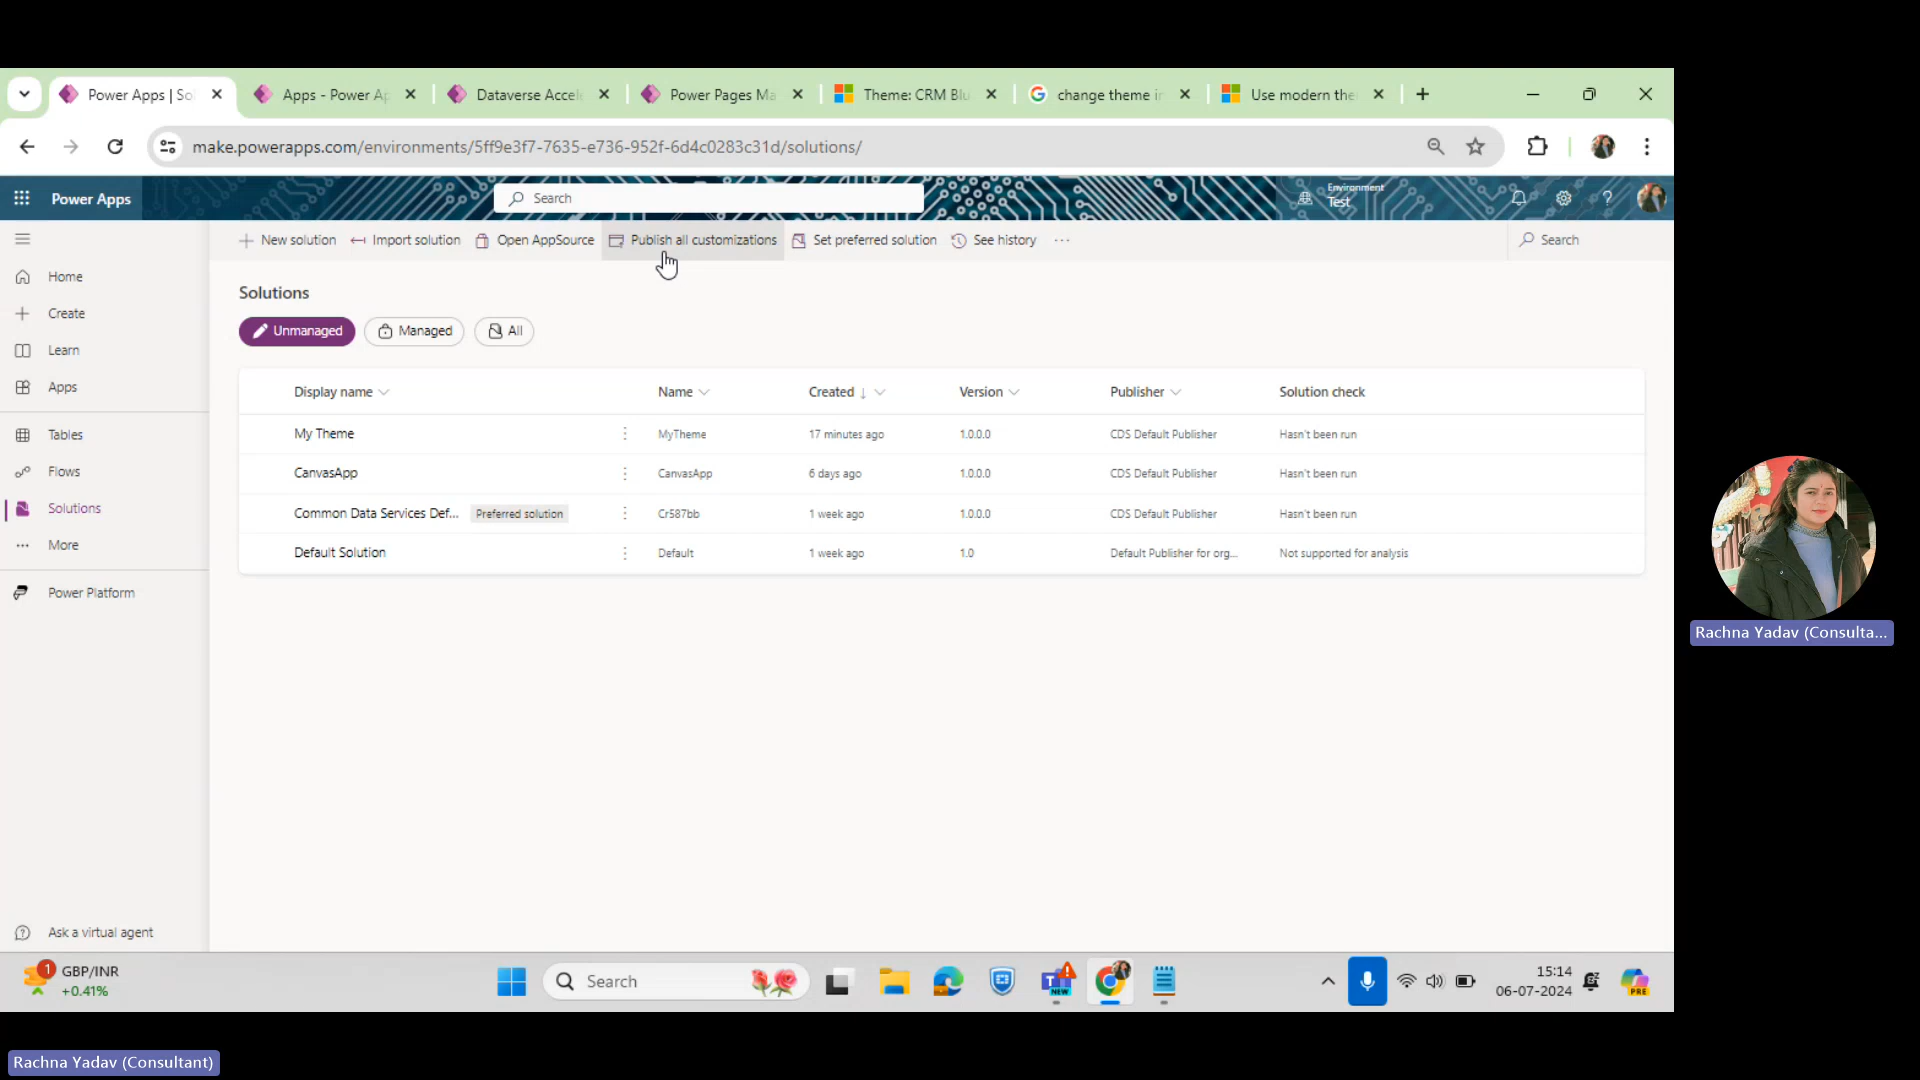 Power Apps | So
Apps - Power Ap
Dataverse Accel
Power Pages Ma
Theme: CRM Blu
change theme in
Use modern the
make.powerapps.com/environments/5ff9e3f7-7635-e736-952f-6d4c0283c31d/solutions/
Power Apps
Search
Environment
Test
New solution
Import solution
Open AppSource
Publish all customizations
Set preferred solution
See history
Search
Home
Create
Learn
Apps
Tables
Flows
Solutions
More
Power Platform
Ask a virtual agent
Solutions
Unmanaged
Managed
All
Display name Name Created ↓ Version Publisher Solution check
My Theme MyTheme 17 minutes ago 1.0.0.0 CDS Default Publisher Hasn't been run
CanvasApp CanvasApp 6 days ago 1.0.0.0 CDS Default Publisher Hasn't been run
Common Data Services Def... Preferred solution Cr587bb 1 week ago 1.0.0.0 CDS Default Publisher Hasn't been run
Default Solution Default 1 week ago 1.0 Default Publisher for org... Not supported for analysis
1
GBP/INR
+0.41%
Search
NEW
15:14
06-07-2024
PRE
Rachna Yadav (Consulta...
Rachna Yadav (Consultant)